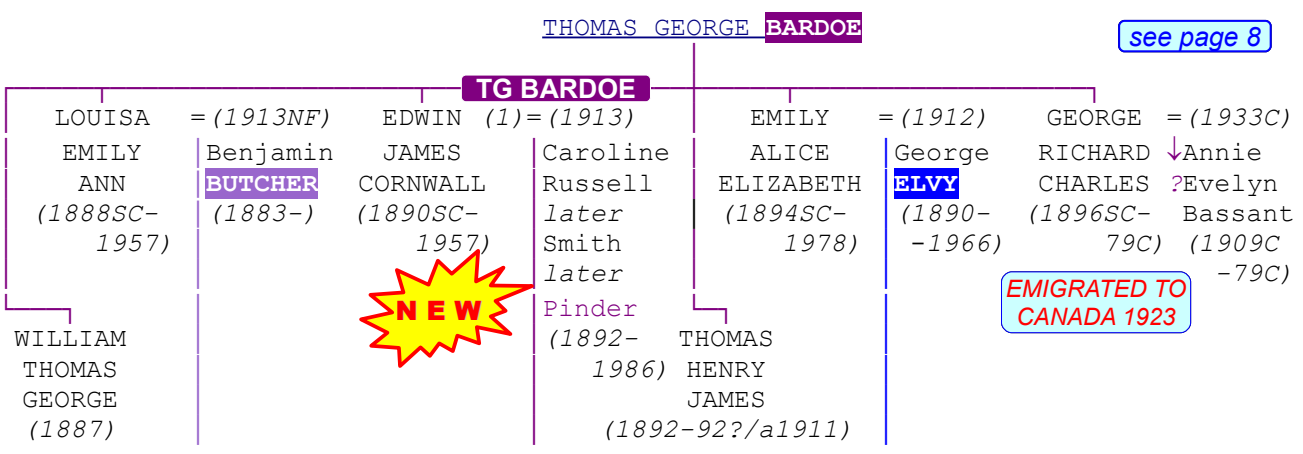 THOMAS GEORGE BARDOE
see page 8
TG BARDOE
LOUISA =(1913NF) EDWIN (1)=(1913) EMILY =(1912) GEORGE =(1933C)
EMILY Benjamin JAMES Caroline ALICE George RICHARD ↓Annie
ANN BUTCHER CORNWALL Russell ELIZABETH ELVY CHARLES ?Evelyn
(1888SC- (1883-) (1890SC- later (1894SC- (1890- (1896SC- Bassant
1957) 1957) Smith 1978) -1966) 79C) (1909C
later -79C)
NEW
EMIGRATED TO
CANADA 1923
Pinder
WILLIAM (1892- THOMAS
THOMAS 1986) HENRY
GEORGE JAMES
(1887) (1892-92?/a1911)